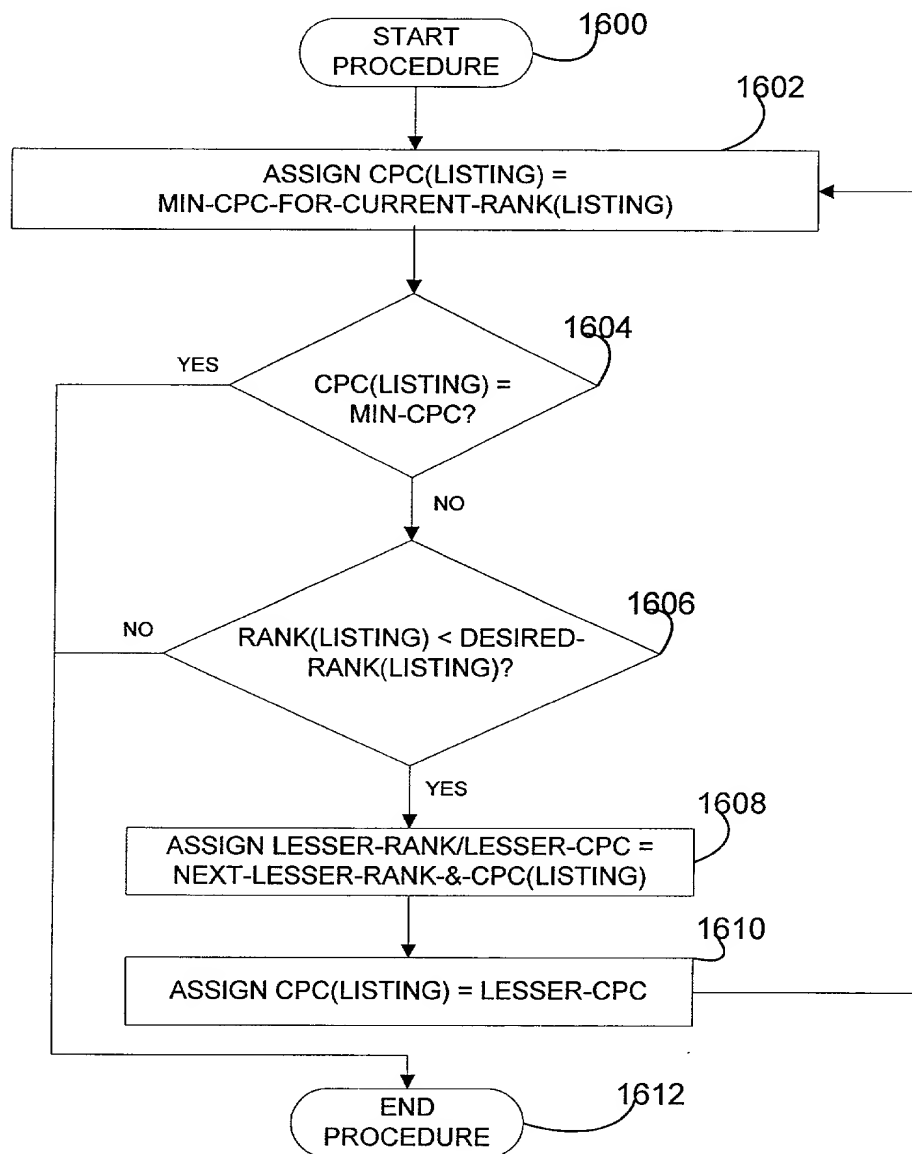 START
PROCEDURE
1600
1602
ASSIGN CPC(LISTING) =
MIN-CPC-FOR-CURRENT-RANK(LISTING)
1604
YES
CPC(LISTING) =
MIN-CPC?
NO
1606
NO
RANK(LISTING) < DESIRED-
RANK(LISTING)?
YES
1608
ASSIGN LESSER-RANK/LESSER-CPC =
NEXT-LESSER-RANK-&-CPC(LISTING)
1610
ASSIGN CPC(LISTING) = LESSER-CPC
END
PROCEDURE
1612